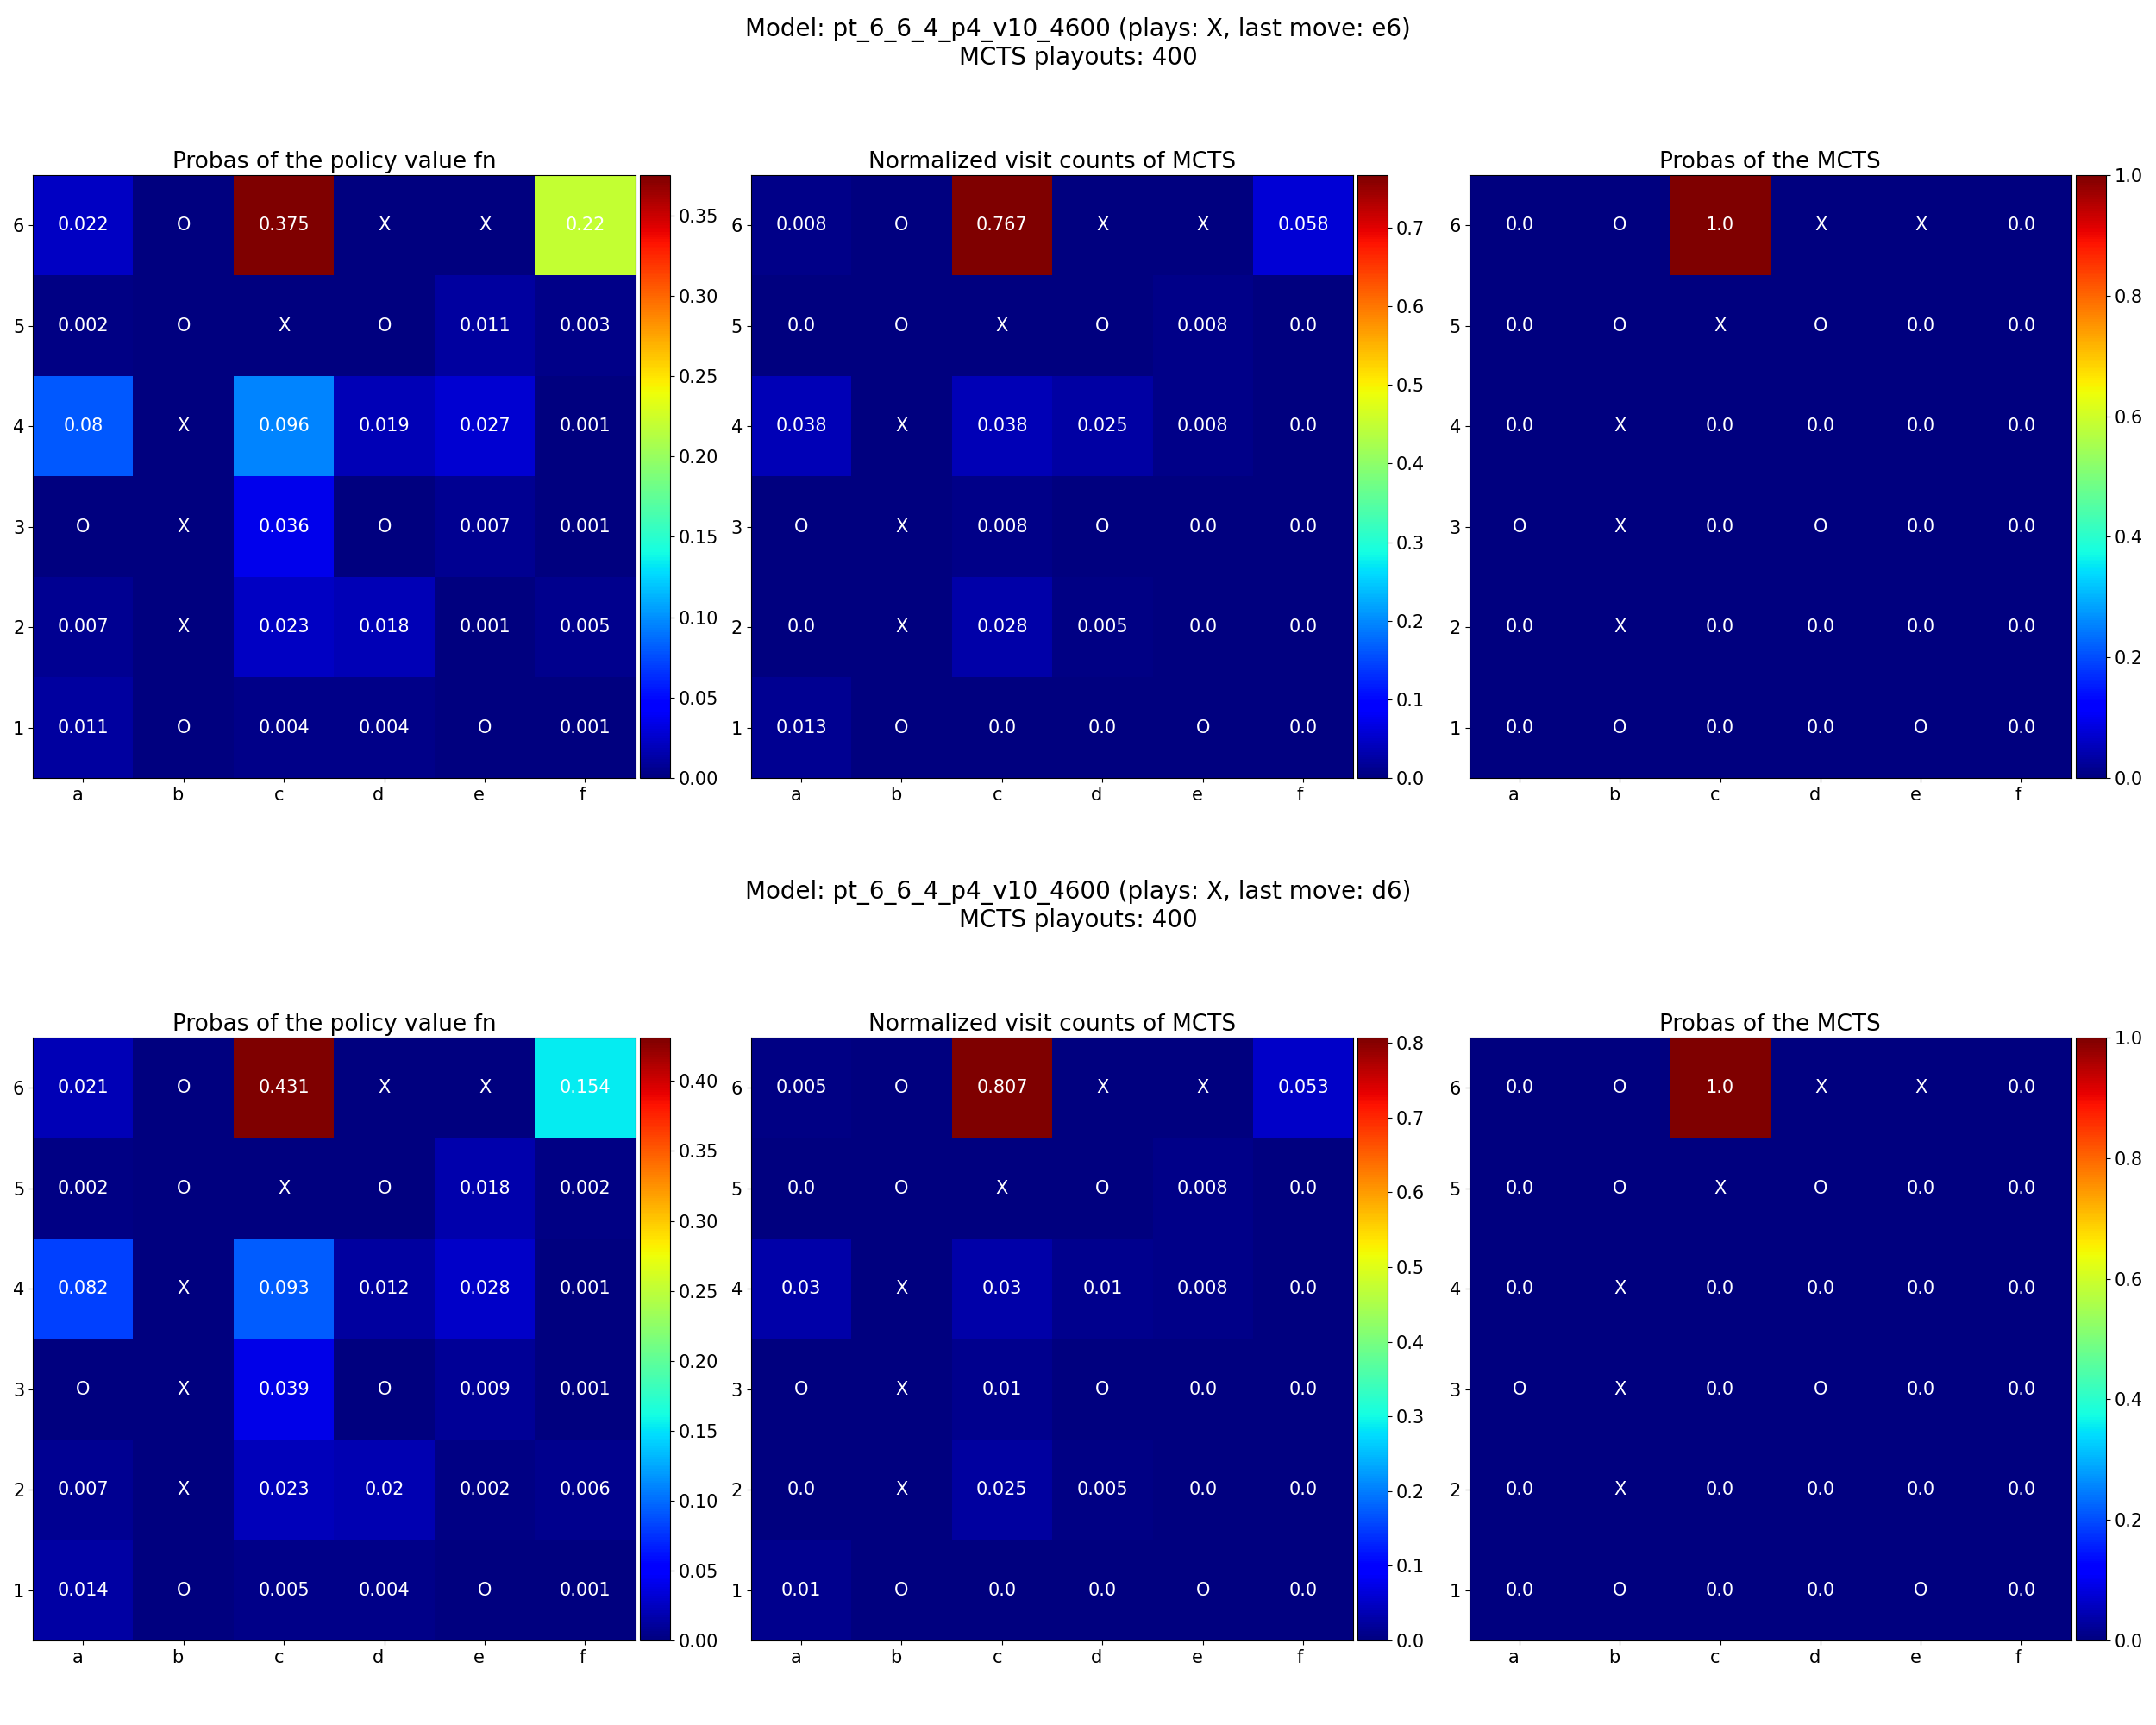 Model: pt_6_6_4_p4_v10_4600 (plays: X, last move: e6)
MCTS playouts: 400
Probas of the policy value fn
6 0.022 O 0.375 X X 0.22
5 0.002 O X O 0.011 0.003
4 0.08 X 0.096 0.019 0.027 0.001
3 O X 0.036 O 0.007 0.001
2 0.007 X 0.023 0.018 0.001 0.005
1 0.011 O 0.004 0.004 O 0.001
a b c d e f
0.35
0.30
0.25
0.20
0.15
0.10
0.05
0.00
Normalized visit counts of MCTS
6 0.008 O 0.767 X X 0.058
5 0.0 O X O 0.008 0.0
4 0.038 X 0.038 0.025 0.008 0.0
3 O X 0.008 O 0.0 0.0
2 0.0 X 0.028 0.005 0.0 0.0
1 0.013 O 0.0 0.0 O 0.0
a b c d e f
0.7
0.6
0.5
0.4
0.3
0.2
0.1
0.0
Probas of the MCTS
6 0.0 O 1.0 X X 0.0
5 0.0 O X O 0.0 0.0
4 0.0 X 0.0 0.0 0.0 0.0
3 O X 0.0 O 0.0 0.0
2 0.0 X 0.0 0.0 0.0 0.0
1 0.0 O 0.0 0.0 O 0.0
a b c d e f
1.0
0.8
0.6
0.4
0.2
0.0
Model: pt_6_6_4_p4_v10_4600 (plays: X, last move: d6)
MCTS playouts: 400
Probas of the policy value fn
6 0.021 O 0.431 X X 0.154
5 0.002 O X O 0.018 0.002
4 0.082 X 0.093 0.012 0.028 0.001
3 O X 0.039 O 0.009 0.001
2 0.007 X 0.023 0.02 0.002 0.006
1 0.014 O 0.005 0.004 O 0.001
a b c d e f
0.40
0.35
0.30
0.25
0.20
0.15
0.10
0.05
0.00
Normalized visit counts of MCTS
6 0.005 O 0.807 X X 0.053
5 0.0 O X O 0.008 0.0
4 0.03 X 0.03 0.01 0.008 0.0
3 O X 0.01 O 0.0 0.0
2 0.0 X 0.025 0.005 0.0 0.0
1 0.01 O 0.0 0.0 O 0.0
a b c d e f
0.8
0.7
0.6
0.5
0.4
0.3
0.2
0.1
0.0
Probas of the MCTS
6 0.0 O 1.0 X X 0.0
5 0.0 O X O 0.0 0.0
4 0.0 X 0.0 0.0 0.0 0.0
3 O X 0.0 O 0.0 0.0
2 0.0 X 0.0 0.0 0.0 0.0
1 0.0 O 0.0 0.0 O 0.0
a b c d e f
1.0
0.8
0.6
0.4
0.2
0.0